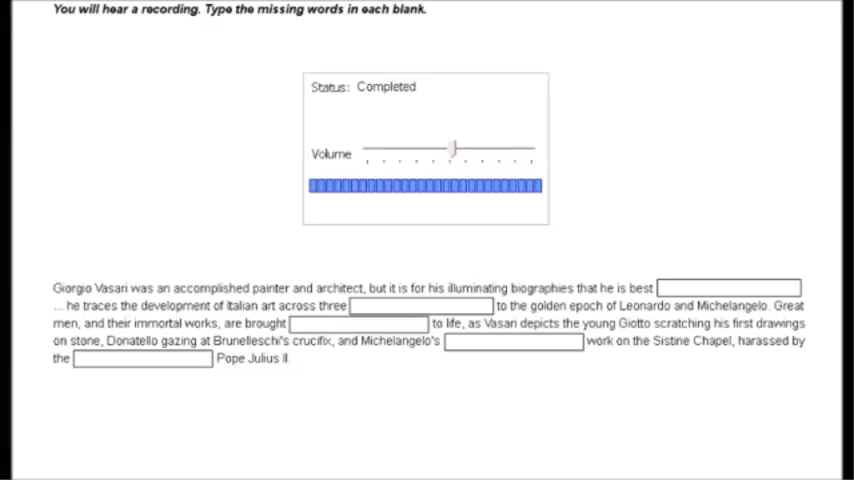 You will hear a recording. Type the missing words in each blank.
Status: Completed
Volume
Giorgio Vasari was an accomplished painter and architect, but it is for his illuminating biographies that he is best
... he traces the development of Italian art across three to the golden epoch of Leonardo and Michelangelo. Great
men, and their immortal works, are brought to life, as Vasari depicts the young Giotto scratching his first drawings
on stone, Donatello gazing at Brunelleschi's crucifix, and Michelangelo's work on the Sistine Chapel, harassed by
the Pope Julius II.